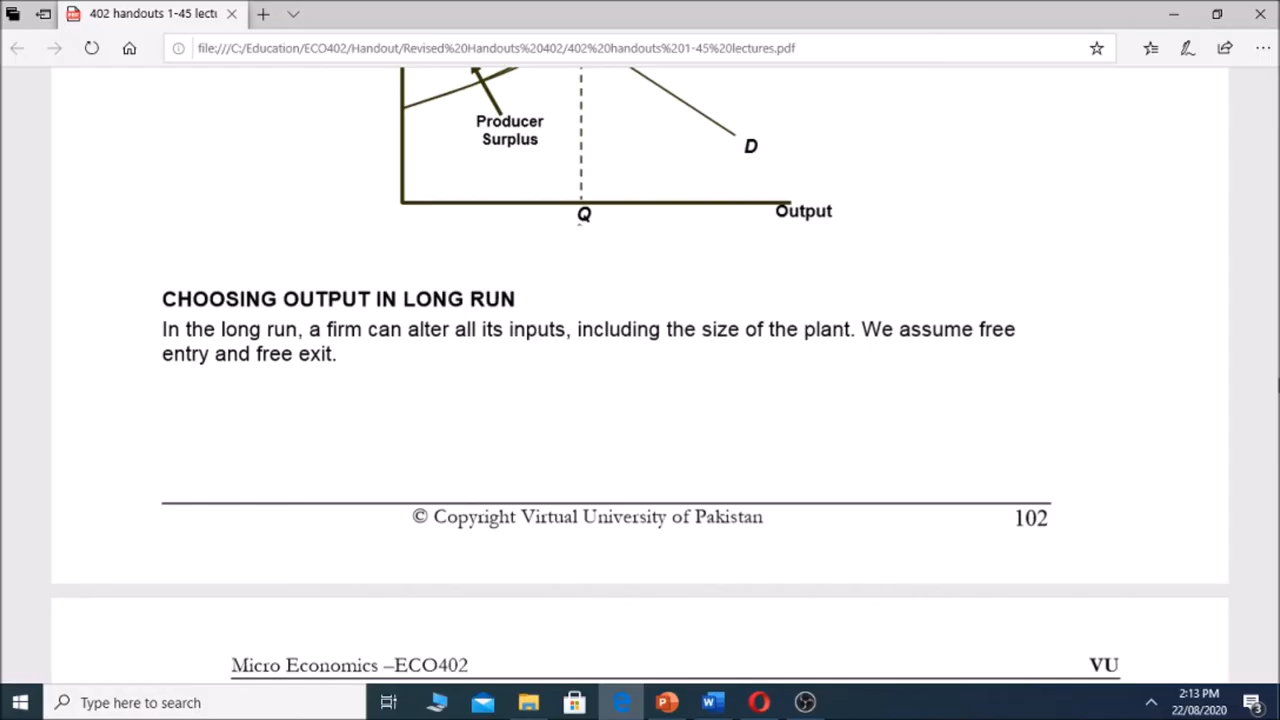 402 handouts 1-45 lectu
file:///C:/Education/ECO402/Handout/Revised%20Handouts%20402/402%20handouts%201-45%20lectures.pdf
Producer
Surplus
D
Q
Output
CHOOSING OUTPUT IN LONG RUN
In the long run, a firm can alter all its inputs, including the size of the plant. We assume free
entry and free exit.
© Copyright Virtual University of Pakistan 102
Micro Economics –ECO402 VU
Type here to search
2:13 PM
22/08/2020
3